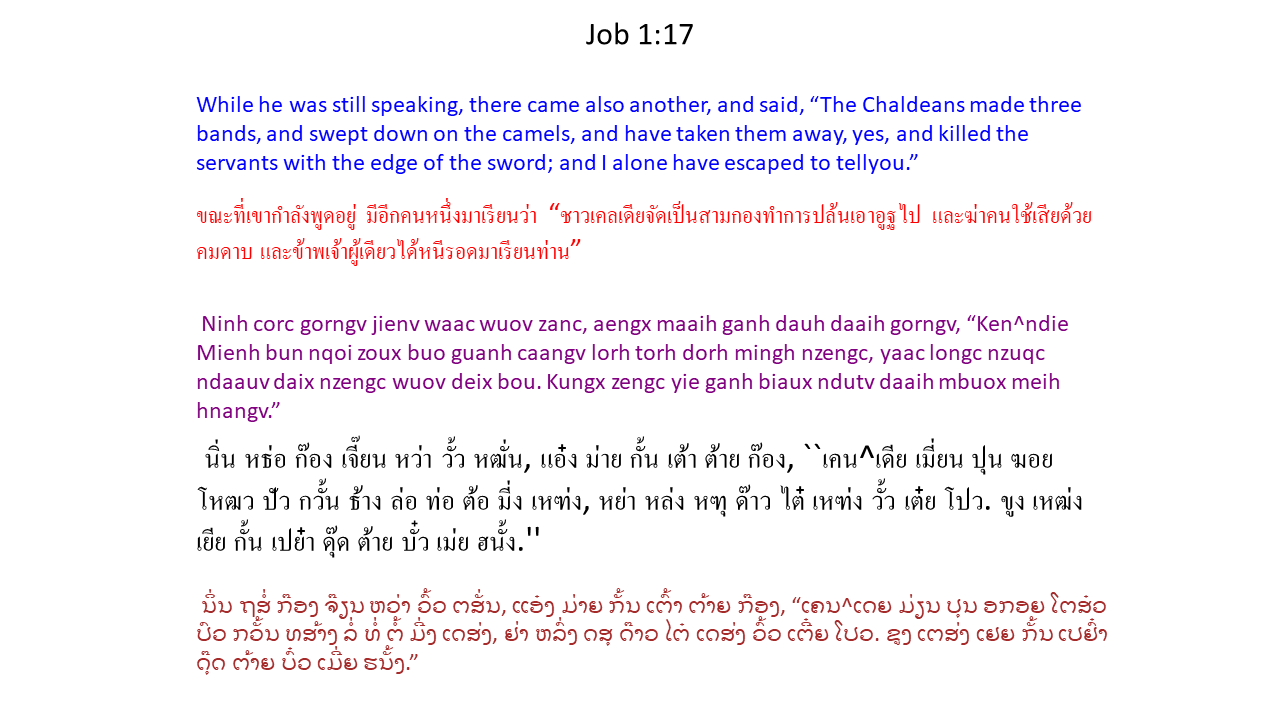 Job 1:17
While he was still speaking, there came also another, and said, “The Chaldeans made three
bands, and swept down on the camels, and have taken them away, yes, and killed the
servants with the edge of the sword; and I alone have escaped to tellyou.”
ขณะที่เขากำลังพูดอยู่ มีอีกคนหนึ่งมาเรียนว่า “ชาวเคลเดียจัดเป็นสามกองทำการปล้นเอาอูฐไป และฆ่าคนใช้เสียด้วย
คมดาบ และข้าพเจ้าผู้เดียวได้หนีรอดมาเรียนท่าน”
Ninh corc gorngv jienv waac wuov zanc, aengx maaih ganh dauh daaih gorngv, “Ken^ndie
Mienh bun nqoi zoux buo guanh caangv lorh torh dorh mingh nzengc, yaac longc nzuqc
ndaauv daix nzengc wuov deix bou. Kungx zengc yie ganh biaux ndutv daaih mbuox meih
hnangv.”
นิ่น หธ่อ ก๊อง เจี๊ยน หว่า วั้ว หฒั่น, แอ๋ง ม่าย กั้น เต้า ต้าย ก๊อง, ``เคน^เดีย เมี่ยน ปุน ฆอย
โหฒว ปัว กวั้น ธ้าง ล่อ ท่อ ต้อ มี่ง เหฑ่ง, หย่า หล่ง หฑุ ด๊าว ไต๋ เหฑ่ง วั้ว เต๋ย โปว. ขูง เหฒ่ง
เยีย กั้น เปย๋า ดุ๊ด ต้าย บั๋ว เม่ย ฮนั้ง.''
ນິ່ນ ຖສໍ່ ກ໊ອງ ຈ໊ຽນ ຫວ່າ ວົ້ວ ຕສັ່ນ, ແອ໋ງ ມ່າຍ ກັ້ນ ເຕົ້າ ຕ້າຍ ກ໊ອງ, “ເຄນ^ເດຍ ມ່ຽນ ປຸນ ອກອຍ ໂຕສ໋ວ
ປົວ ກວັ້ນ ທສ້າງ ລໍ່ ທໍ່ ຕໍ້ ມີ່ງ ເດສ່ງ, ຢ່າ ຫລົ່ງ ດສຸ ດ໊າວ ໄຕ໋ ເດສ່ງ ວົ້ວ ເຕີ໋ຍ ໂປວ. ຂູງ ເຕສ່ງ ເຢຍ ກັ້ນ ເປຢົ໋າ
ດຸ໊ດ ຕ້າຍ ບົ໋ວ ເມີ່ຍ ຮນັ້ງ.”